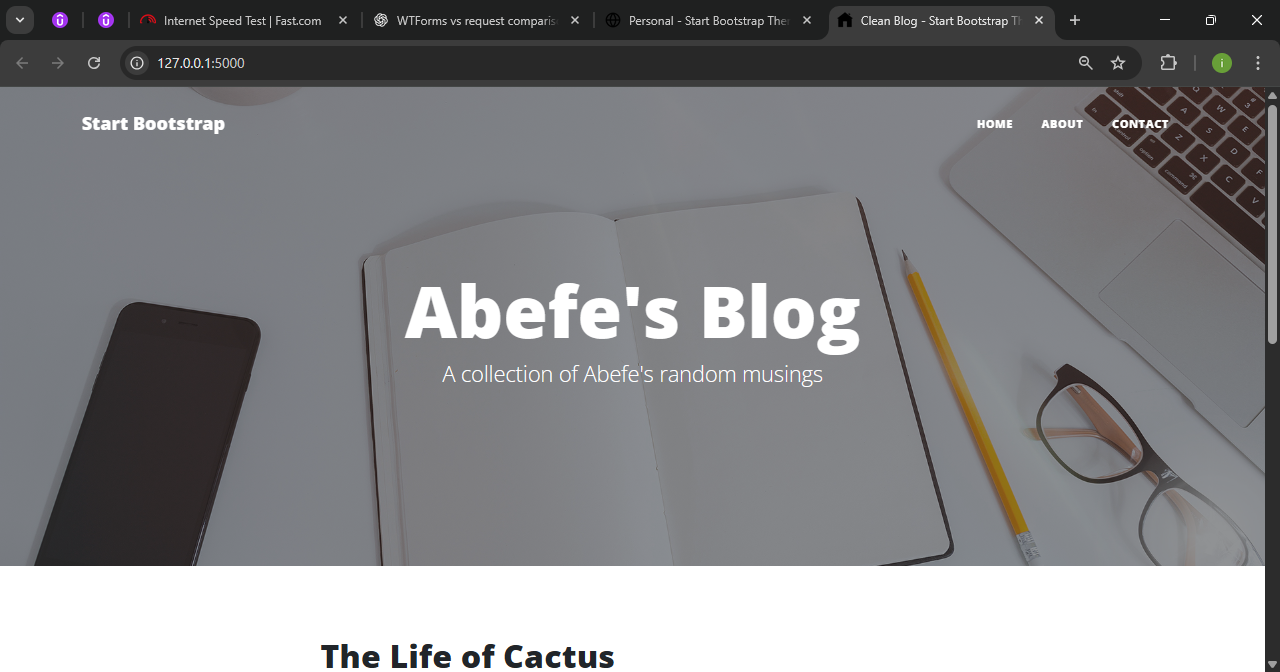 Internet Speed Test | Fast.com
WTForms vs request comparis
Personal - Start Bootstrap The
Clean Blog - Start Bootstrap Th
127.0.0.1:5000
i
Start Bootstrap
HOME
ABOUT
CONTACT
Abefe's Blog
A collection of Abefe's random musings
The Life of Cactus